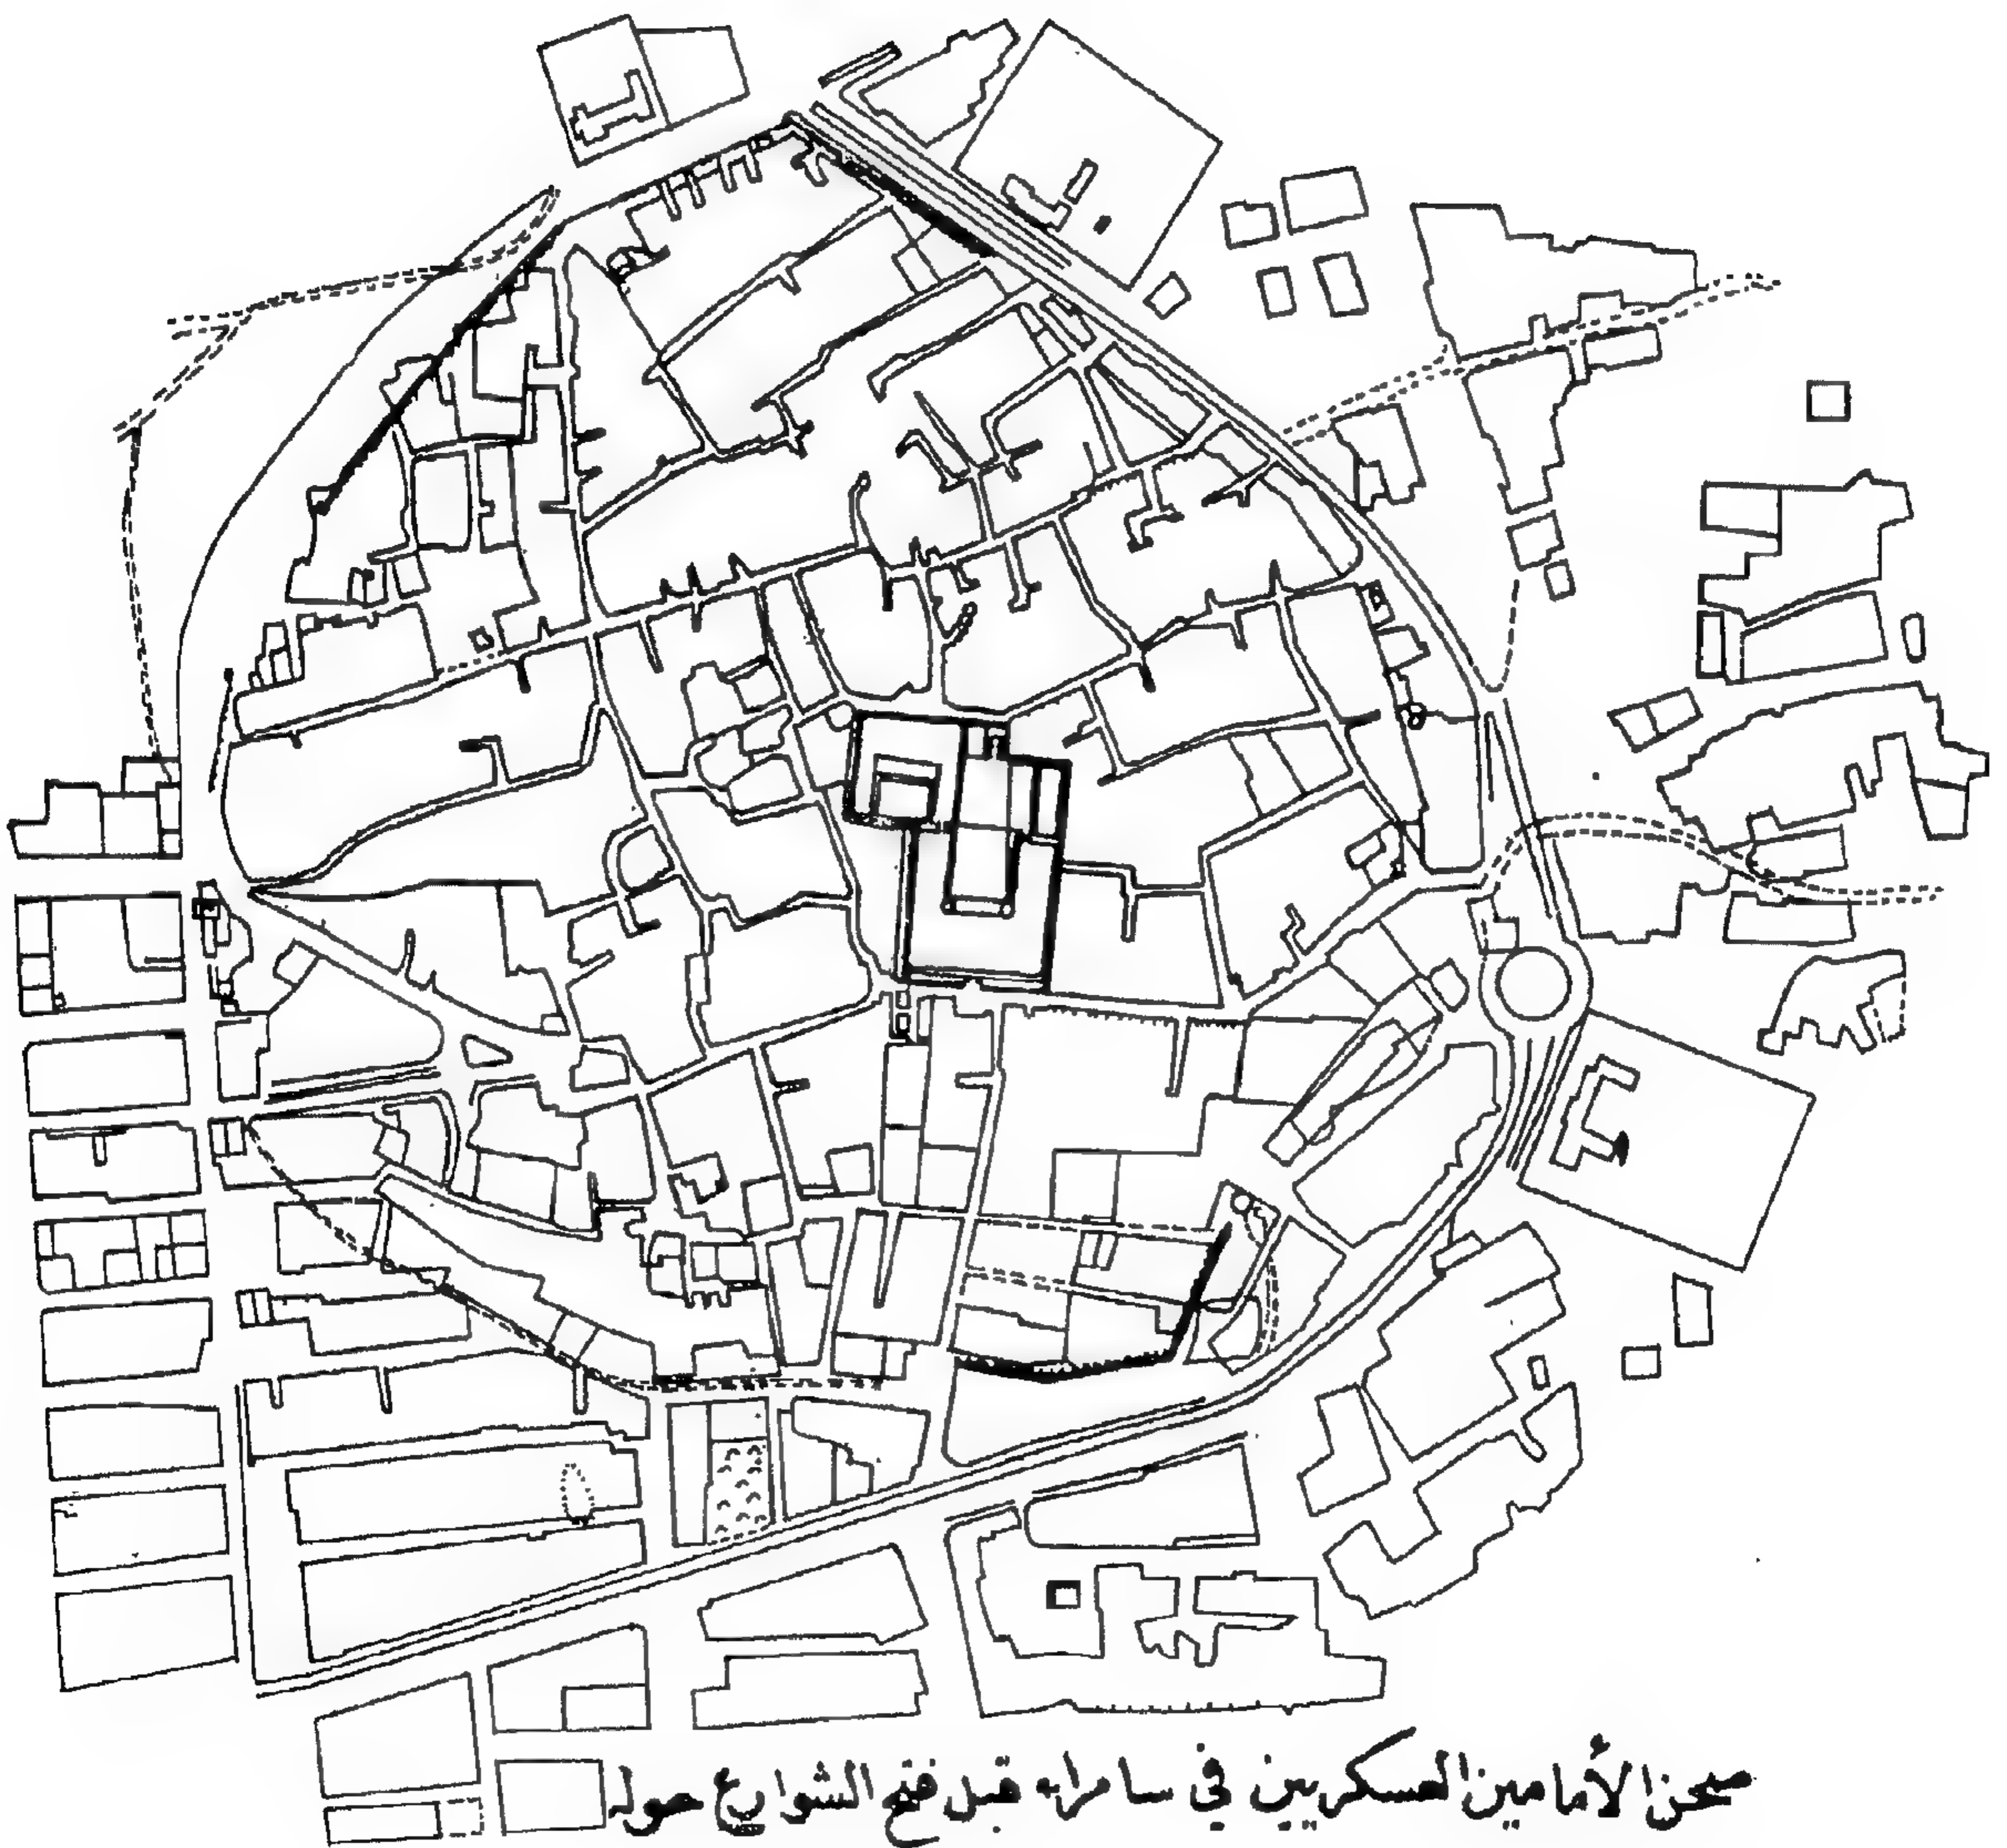 صحن الأمامين العسكريين في سامراء قبل فتح الشوارع حوله